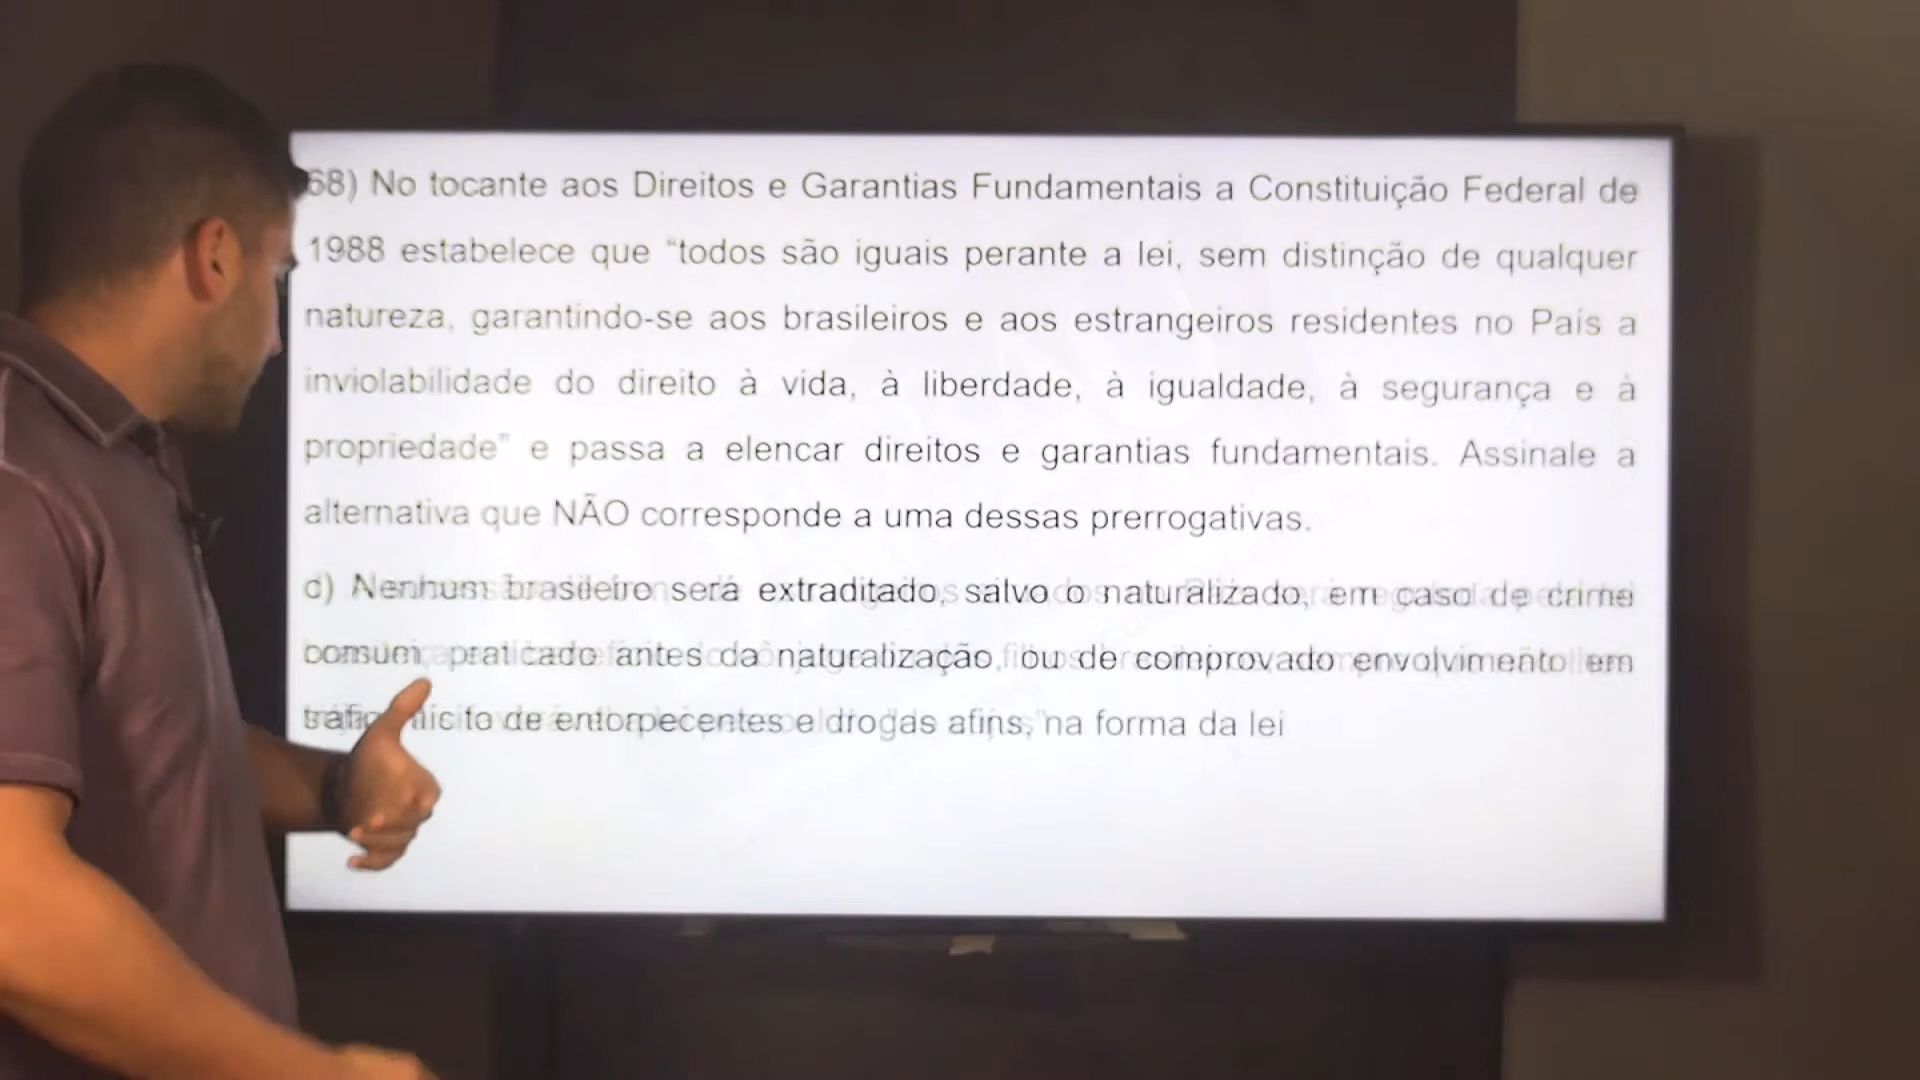 68) No tocante aos Direitos e Garantias Fundamentais a Constituição Federal de
1988 estabelece que “todos são iguais perante a lei, sem distinção de qualquer
natureza, garantindo-se aos brasileiros e aos estrangeiros residentes no País a
inviolabilidade do direito à vida, à liberdade, à igualdade, à segurança e à
propriedade” e passa a elencar direitos e garantias fundamentais. Assinale a
alternativa que NÃO corresponde a uma dessas prerrogativas.
d) Nenhum brasileiro será extraditado, salvo o naturalizado, em caso de crime
comum, praticado antes da naturalização, ou de comprovado envolvimento em
tráfico ilícito de entorpecentes e drogas afins, na forma da lei